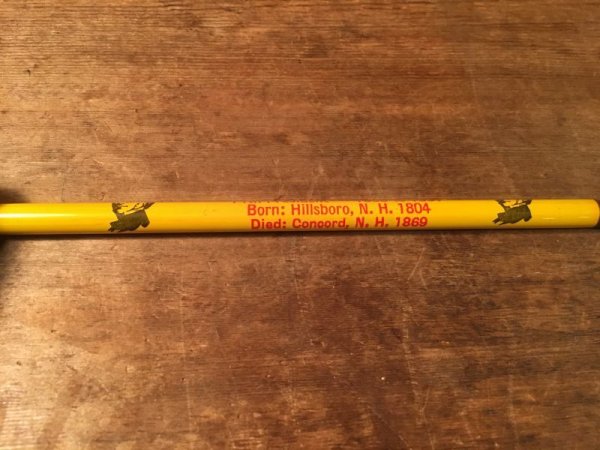 Born: Hillsboro, N. H. 1804
Died: Concord, N. H. 1869